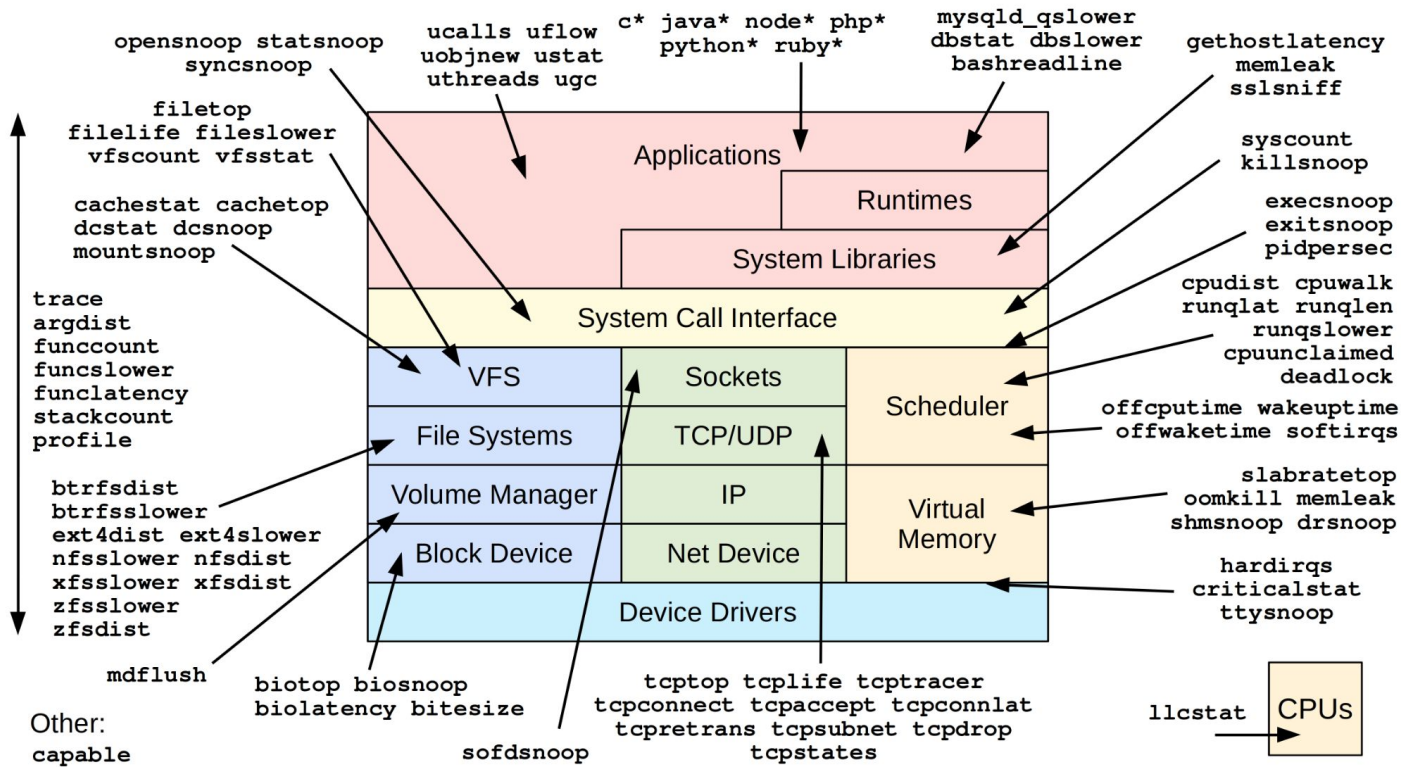 c* java* node* php*
python* ruby*
mysqld_qslower
dbstat dbslower
bashreadline
ucalls uflow
uobjnew ustat
uthreads ugc
opensnoop statsnoop
syncsnoop
gethostlatency
memleak
sslsniff
filetop
filelife fileslower
vfscount vfsstat
syscount
killsnoop
cachestat cachetop
dcstat dcsnoop
mountsnoop
execsnoop
exitsnoop
pidpersec
trace
argdist
funccount
funcslower
funclatency
stackcount
profile
cpudist cpuwalk
runqlat runqlen
runqslower
cpuunclaimed
deadlock
offcputime wakeuptime
offwaketime softirqs
btrfsdist
btrfsslower
ext4dist ext4slower
nfsslower nfsdist
xfsslower xfsdist
zfsslower
zfsdist
slabratetop
oomkill memleak
shmsnoop drsnoop
hardirqs
criticalstat
ttysnoop
Applications
Runtimes
System Libraries
System Call Interface
VFS
Sockets
Scheduler
File Systems
TCP/UDP
Volume Manager
IP
Virtual
Memory
Block Device
Net Device
Device Drivers
mdflush
biotop biosnoop
biolatency bitesize
sofdsnoop
tcptop tcplife tcptracer
tcpconnect tcpaccept tcpconnlat
tcpretrans tcpsubnet tcpdrop
tcpstates
llcstat
CPUs
Other:
capable